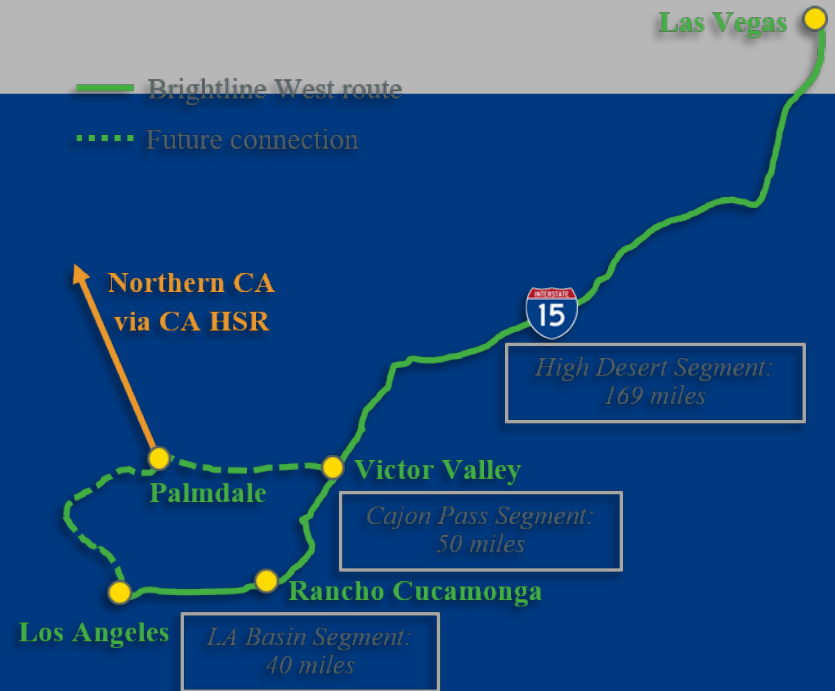 Las Vegas
Brightline West route
Future connection
Northern CA
via CA HSR
INTERSTATE
15
High Desert Segment:
169 miles
Palmdale
Victor Valley
Cajon Pass Segment:
50 miles
Rancho Cucamonga
Los Angeles
LA Basin Segment:
40 miles